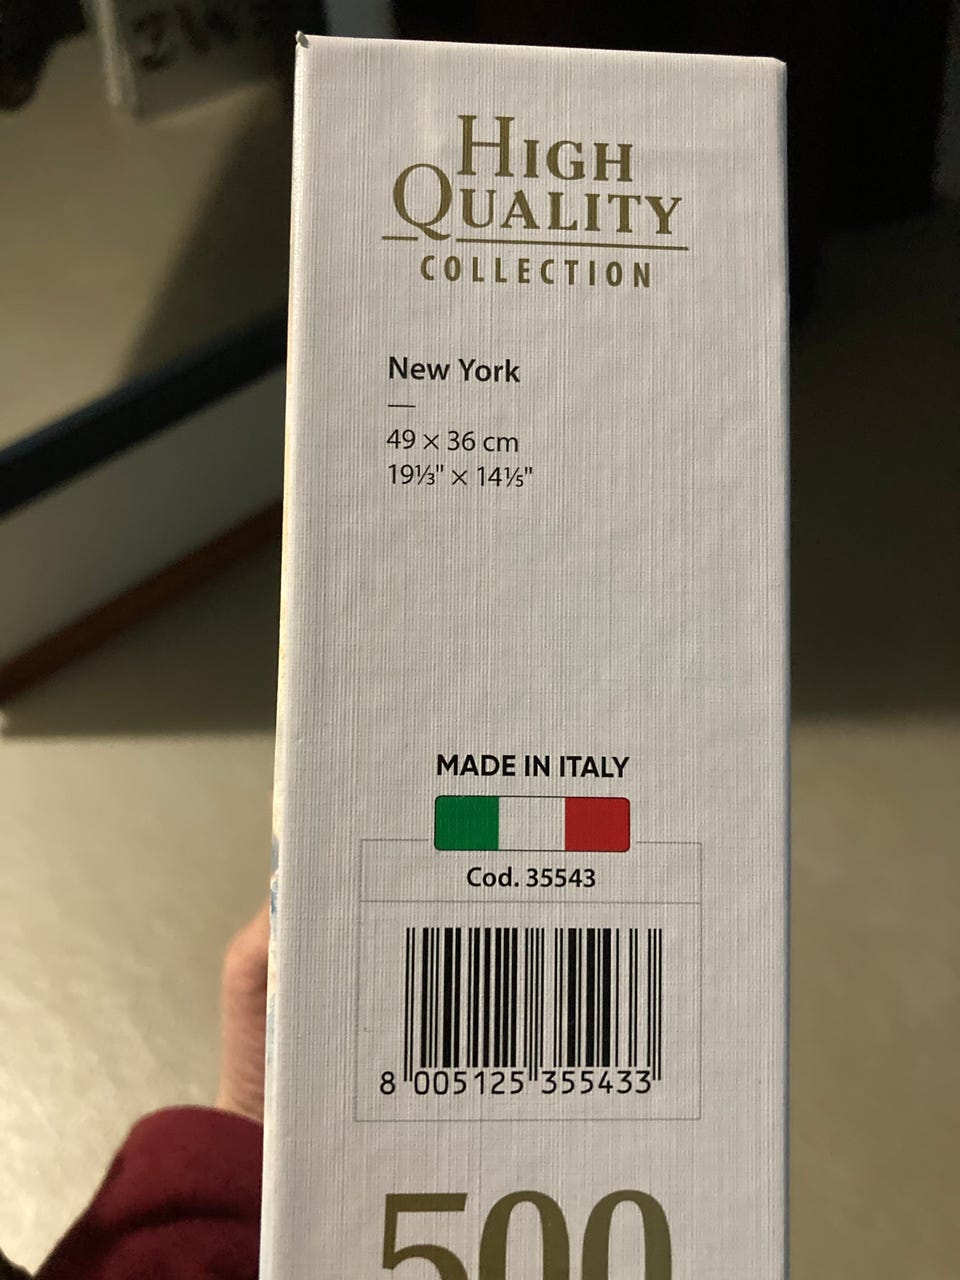 HIGH
QUALITY
COLLECTION
New York
49 × 36 cm
19⅓" × 14⅕"
MADE IN ITALY
Cod. 35543
8 005125 355433
500